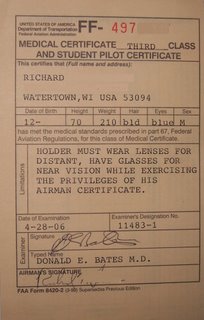 UNITED STATES OF AMERICA
Department of Transportation
Federal Aviation Administration
FF- 497
MEDICAL CERTIFICATE THIRD CLASS
AND STUDENT PILOT CERTIFICATE
This certifies that (Full name and address):
RICHARD
WATERTOWN,WI USA 53094
Date of Birth Height Weight Hair Eyes Sex
12- 70 210 bld blue M
has met the medical standards prescribed in part 67, Federal
Aviation Regulations, for this class of Medical Certificate.
Limitations
HOLDER MUST WEAR LENSES FOR
DISTANT, HAVE GLASSES FOR
NEAR VISION WHILE EXERCISING
THE PRIVILEGES OF HIS
AIRMAN CERTIFICATE.
Date of Examination Examiner's Designation No.
4-28-06 11483-1
Examiner
Signature
Typed Name
DONALD E. BATES M.D.
AIRMAN'S SIGNATURE
FAA Form 8420-2 Supersedes Previous Edition